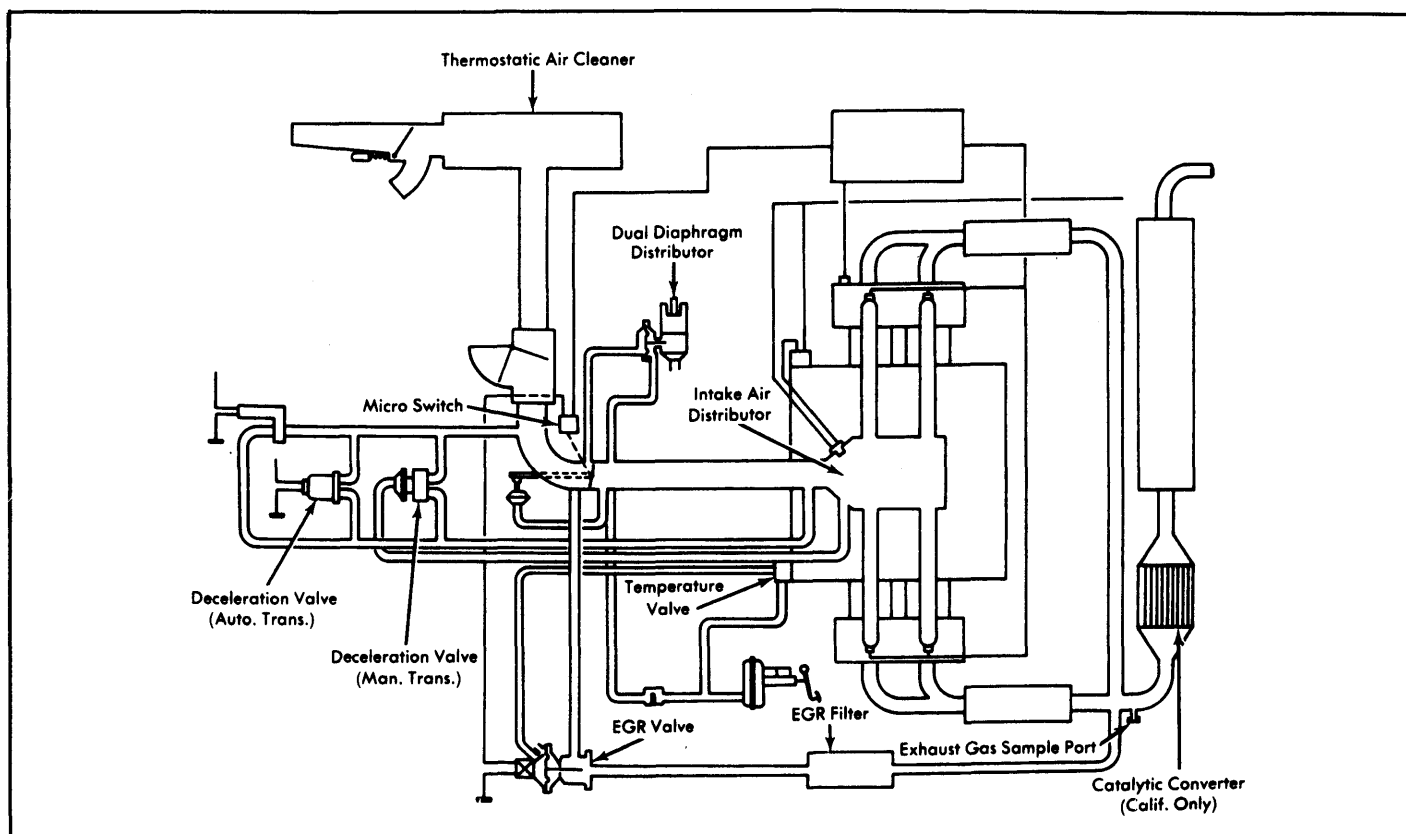 Thermostatic Air Cleaner
Dual Diaphragm
Distributor
Micro Switch
Intake Air
Distributor
Temperature
Valve
Deceleration Valve
(Auto. Trans.)
Deceleration Valve
(Man. Trans.)
EGR Valve
EGR Filter
Exhaust Gas Sample Port
Catalytic Converter
(Calif. Only)